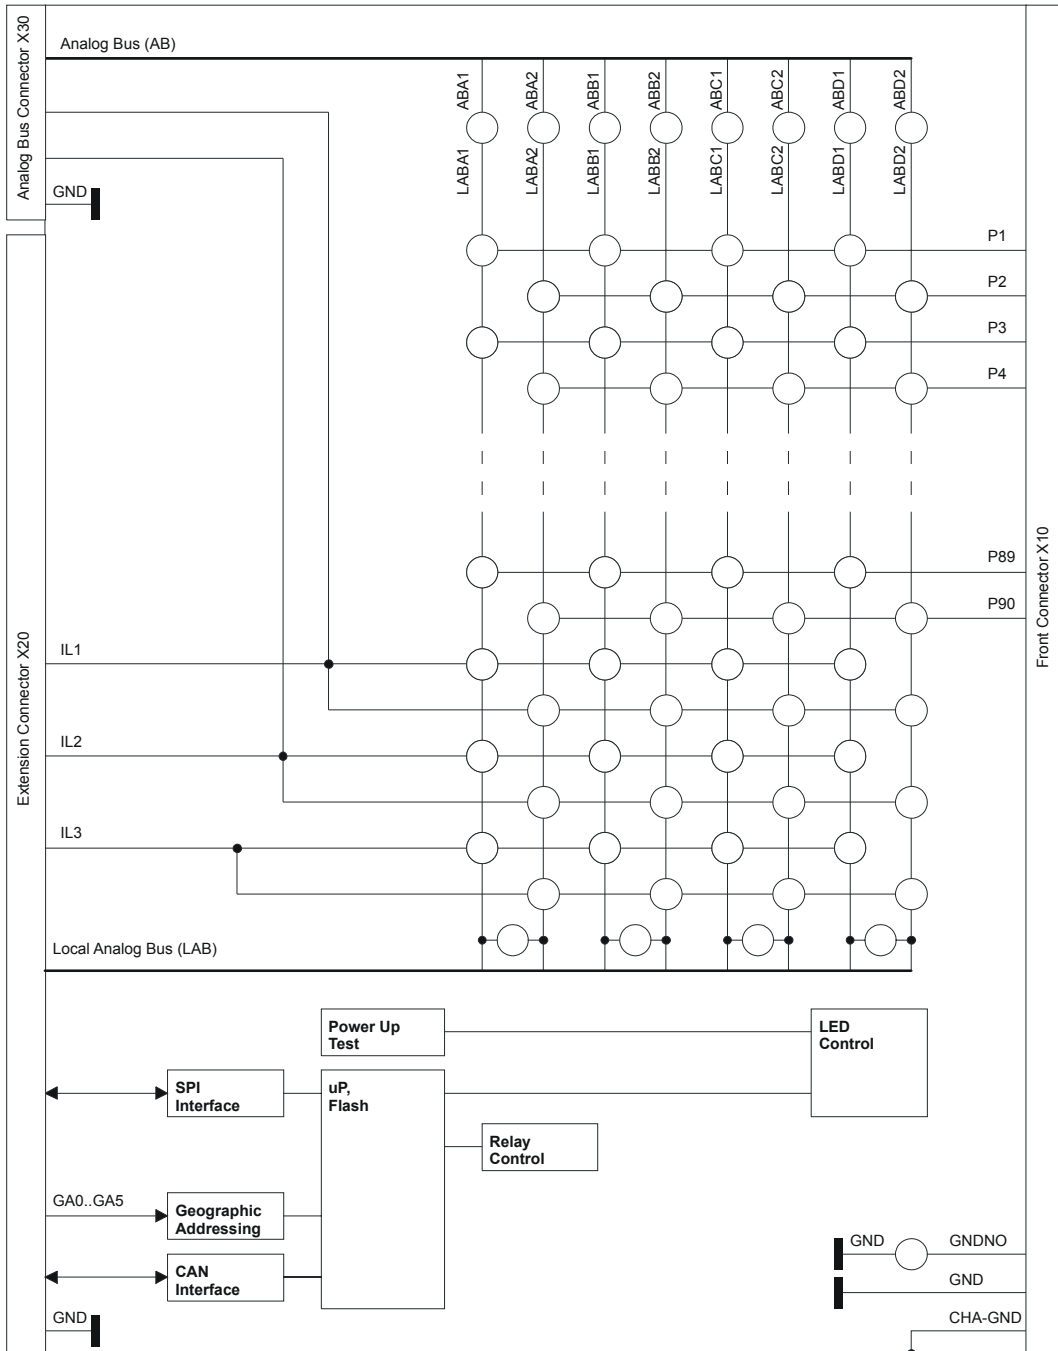 Analog Bus Connector X30
Analog Bus (AB)
ABA1
ABA2
ABB1
ABB2
ABC1
ABC2
ABD1
ABD2
LABA1
LABA2
LABB1
LABB2
LABC1
LABC2
LABD1
LABD2
GND
P1
P2
P3
P4
P89
P90
Front Connector X10
Extension Connector X20
IL1
IL2
IL3
Local Analog Bus (LAB)
Power Up
Test
LED
Control
SPI
Interface
uP,
Flash
Relay
Control
GA0..GA5
Geographic
Addressing
CAN
Interface
GND
GND
GNDNO
GND
CHA-GND